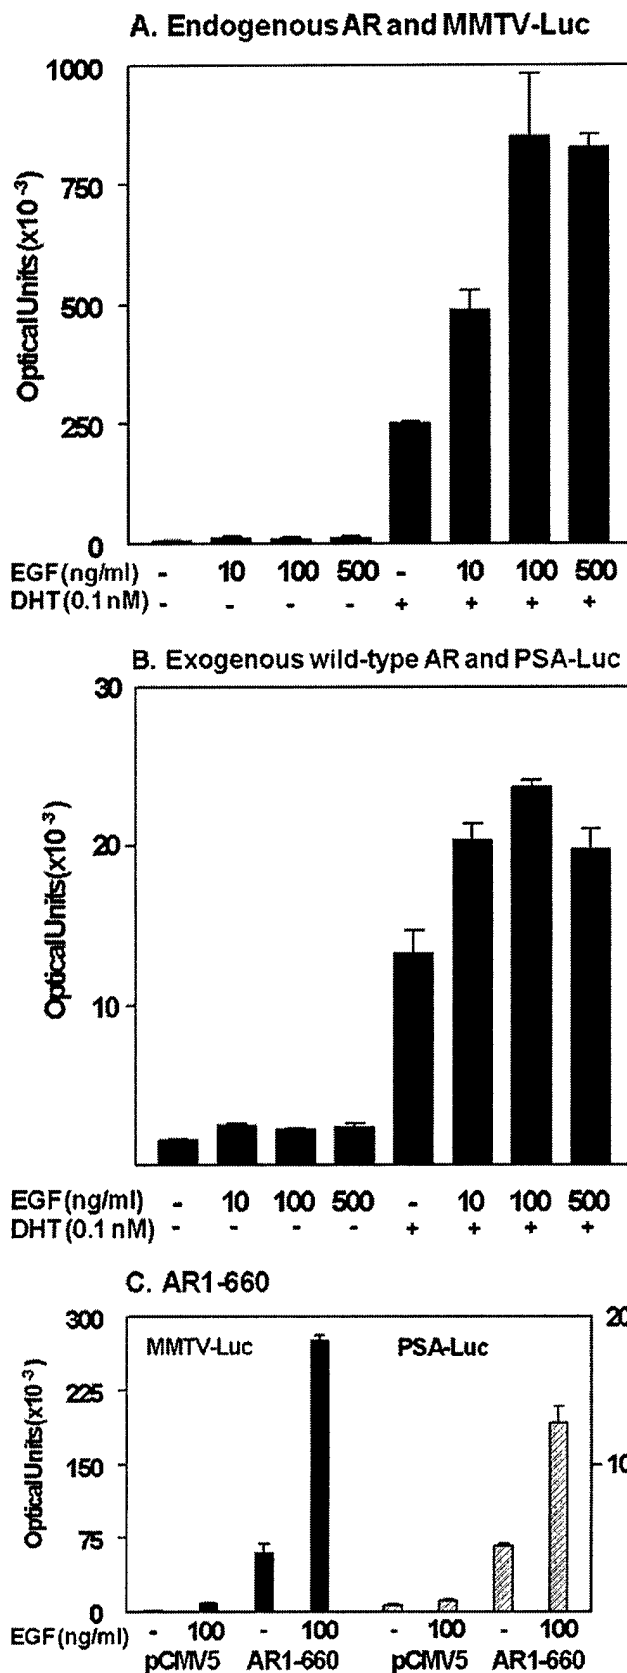 A. Endogenous AR and MMTV-Luc
1000
750
500
250
0
Optical Units (x10⁻³)
EGF (ng/ml) - 10 100 500 - 10 100 500
DHT (0.1 nM) - - - - + + + +
B. Exogenous wild-type AR and PSA-Luc
30
20
10
Optical Units (x10⁻³)
EGF (ng/ml) - 10 100 500 - 10 100 500
DHT (0.1 nM) - - - - + + + +
C. AR1-660
300
150
75
0
Optical Units (x10⁻³)
MMTV-Luc PSA-Luc
20
10
EGF (ng/ml) - 100 - 100 - 100 - 100
pCMV5 AR1-660 pCMV5 AR1-660